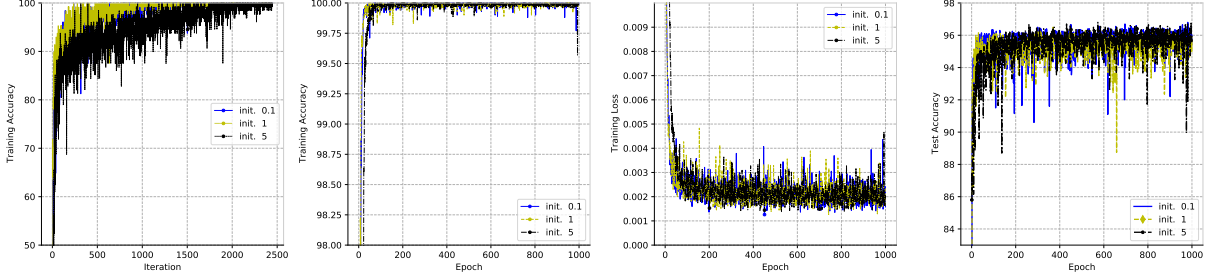 100
90
80
70
60
50
0 500 1000 1500 2000 2500
Iteration
Training Accuracy
init. 0.1
init. 1
init. 5
100.00
99.75
99.50
99.25
99.00
98.75
98.50
98.25
98.00
0 200 400 600 800 1000
Epoch
Training Accuracy
init. 0.1
init. 1
init. 5
0.009
0.008
0.007
0.006
0.005
0.004
0.003
0.002
0.001
0.000
0 200 400 600 800 1000
Epoch
Training Loss
init. 0.1
init. 1
init. 5
98
96
94
92
90
88
86
84
0 200 400 600 800 1000
Epoch
Test Accuracy
init. 0.1
init. 1
init. 5